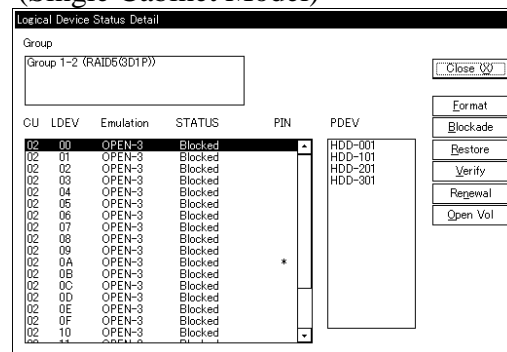 (Single Cabinet Model)
Logical Device Status Detail
Group
Group 1-2 (RAID5(3D1P))
Close (X)
Format
Blockade
Restore
Verify
Renewal
Open Vol
CU LDEV Emulation STATUS PIN PDEV
02 00 OPEN-3 Blocked HDD-001
02 01 OPEN-3 Blocked HDD-101
02 02 OPEN-3 Blocked HDD-201
02 03 OPEN-3 Blocked HDD-301
02 04 OPEN-3 Blocked
02 05 OPEN-3 Blocked
02 06 OPEN-3 Blocked
02 07 OPEN-3 Blocked
02 08 OPEN-3 Blocked
02 09 OPEN-3 Blocked
02 0A OPEN-3 Blocked *
02 0B OPEN-3 Blocked
02 0C OPEN-3 Blocked
02 0D OPEN-3 Blocked
02 0E OPEN-3 Blocked
02 0F OPEN-3 Blocked
02 10 OPEN-3 Blocked